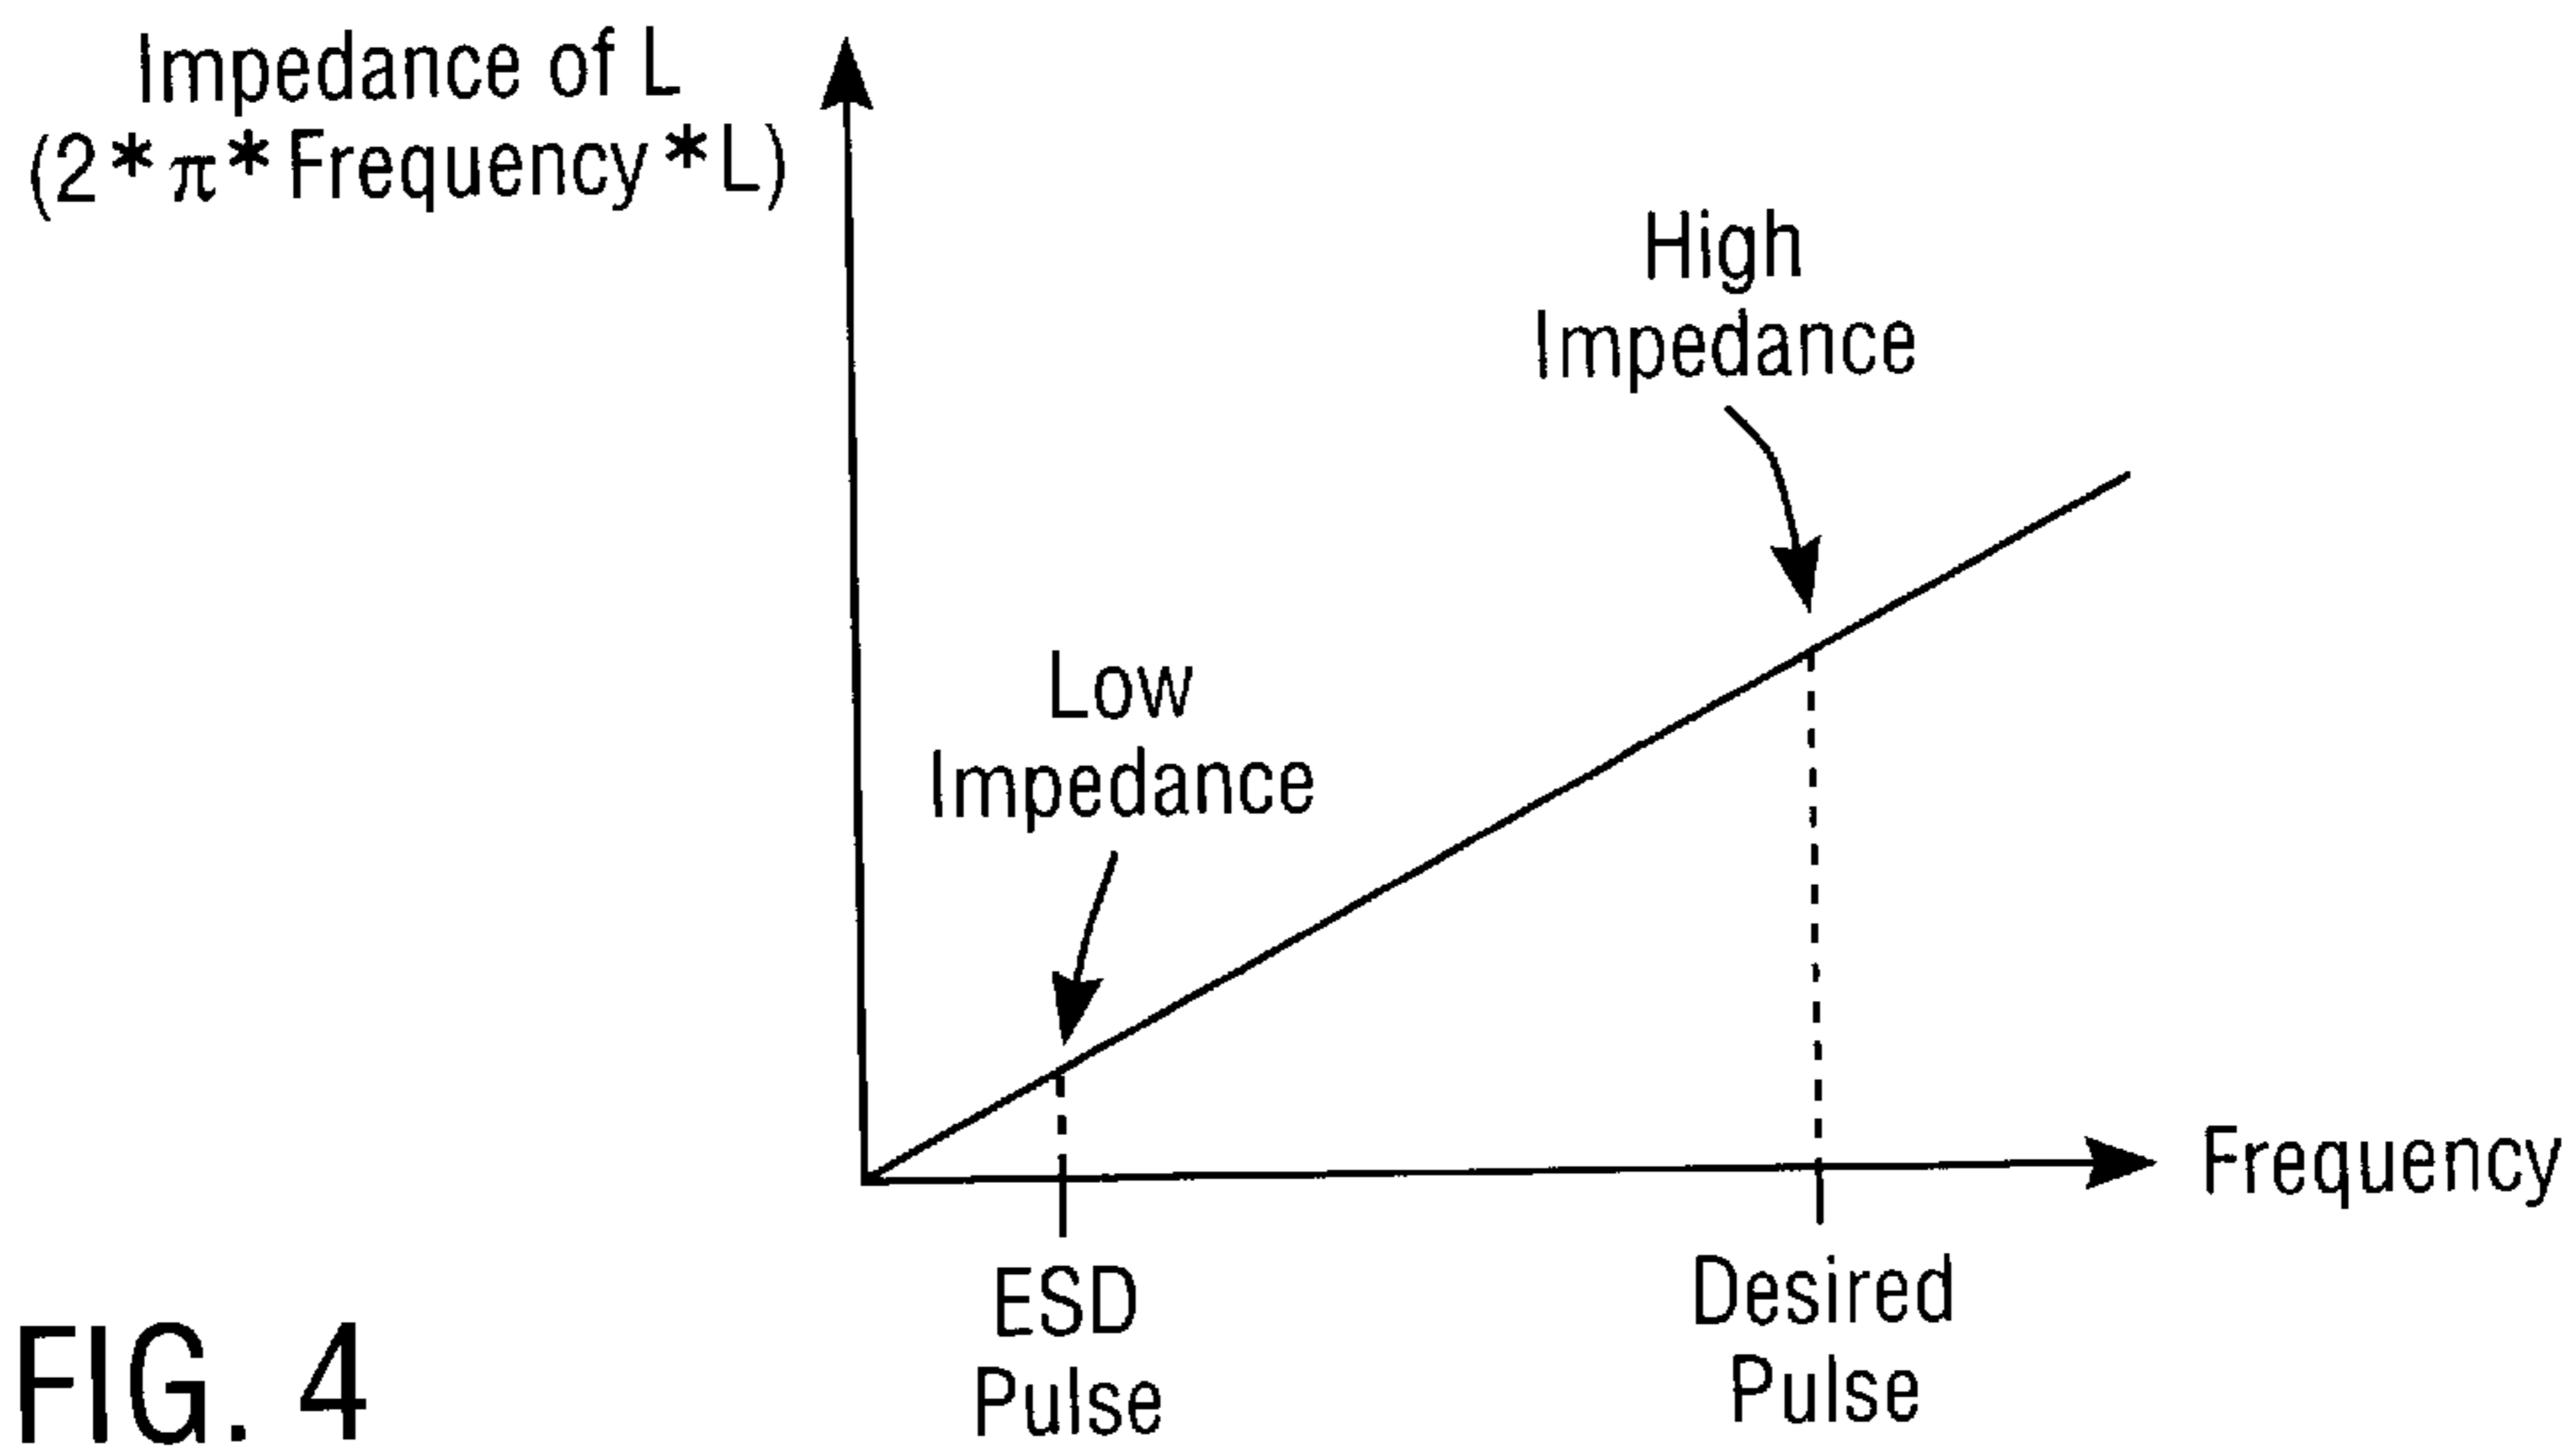 Impedance of L
(2*π*Frequency*L)
High
Impedance
Low
Impedance
Frequency
ESD
Pulse
Desired
Pulse
FIG. 4